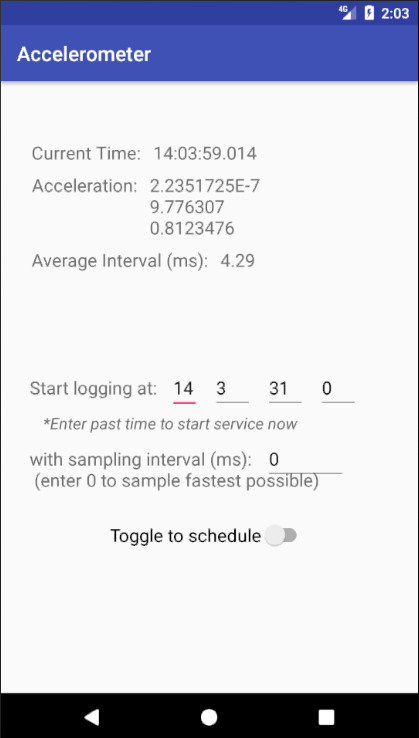 4G 2:03
Accelerometer
Current Time: 14:03:59.014
Acceleration: 2.2351725E-7
9.776307
0.8123476
Average Interval (ms): 4.29
Start logging at: 14 3 31 0
*Enter past time to start service now
with sampling interval (ms): 0
(enter 0 to sample fastest possible)
Toggle to schedule